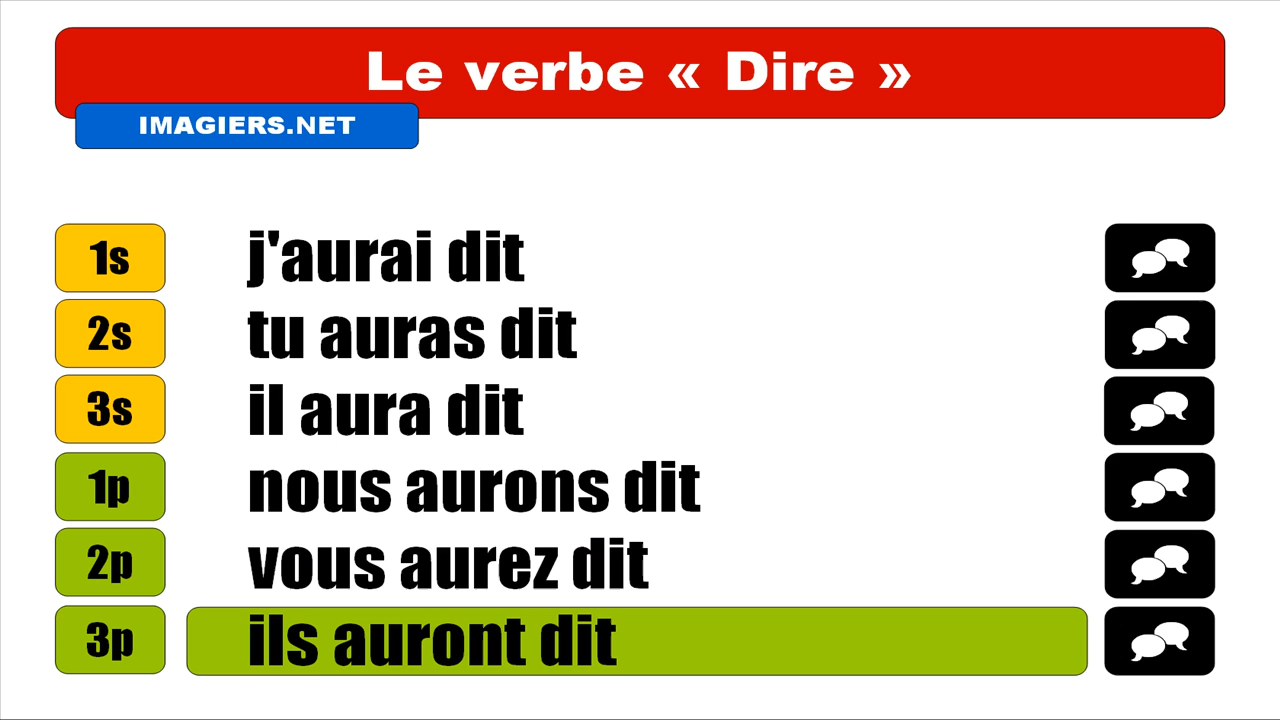 Le verbe « Dire »
IMAGIERS.NET
1s j'aurai dit
2s tu auras dit
3s il aura dit
1p nous aurons dit
2p vous aurez dit
3p ils auront dit